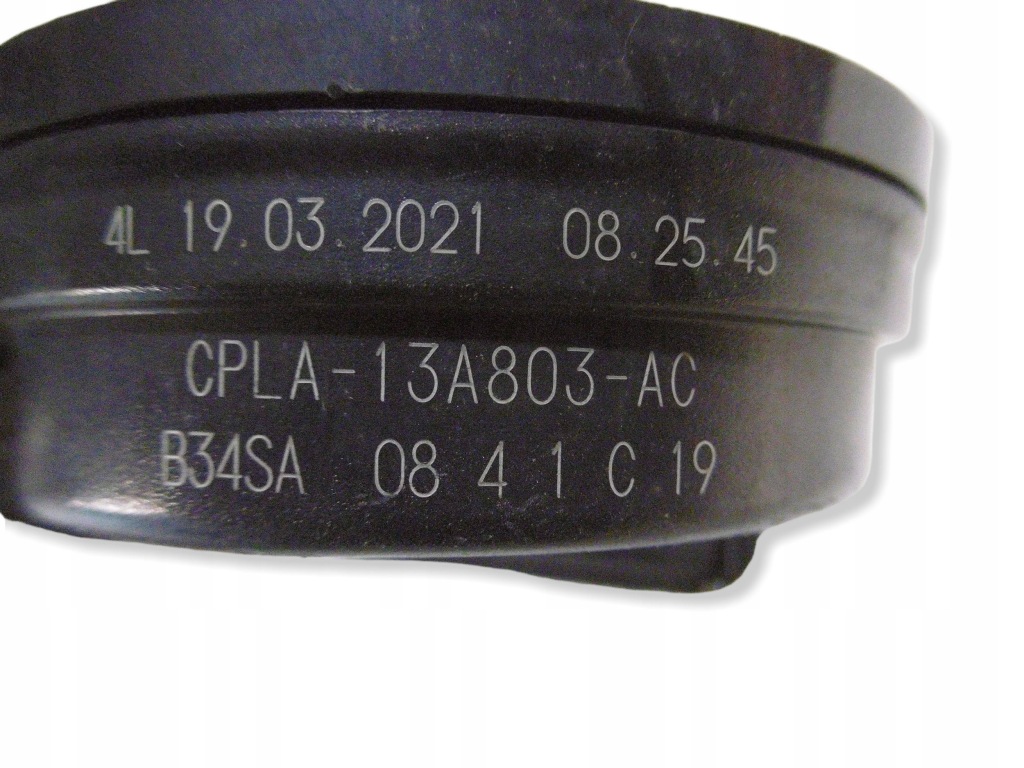 4L 19.03.2021 08.25.45
CPLA-13A803-AC
B34SA 08 4 1 C 19